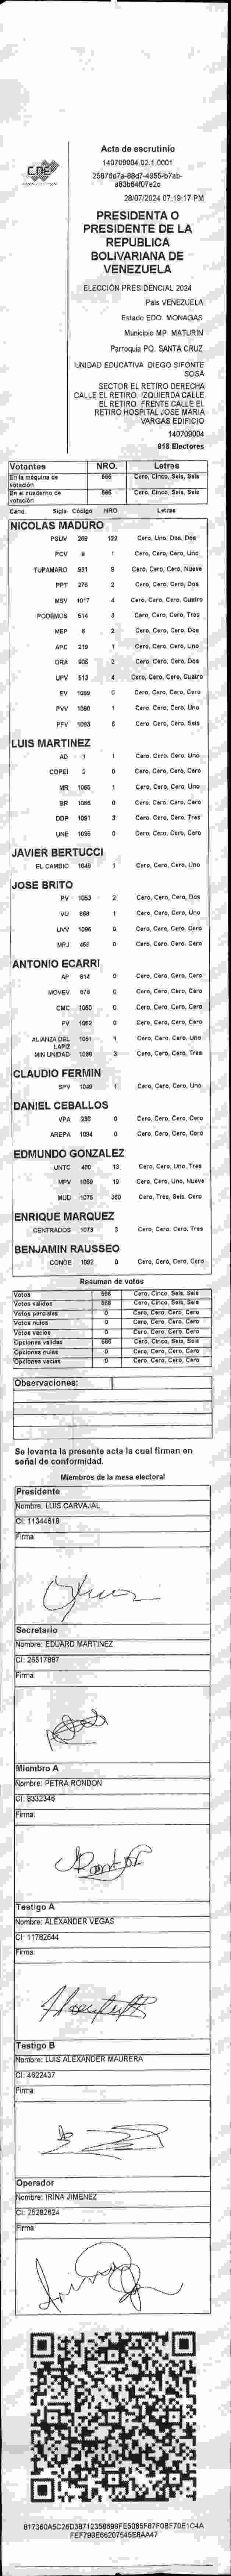 CNE
Acta de escrutinio
140709004.02.1.0001
28/07/2024 07:19:17 PM
PRESIDENTA O
PRESIDENTE DE LA
REPUBLICA
BOLIVARIANA DE
VENEZUELA
ELECCIÓN PRESIDENCIAL 2024
País VENEZUELA
Estado EDO. MONAGAS
Municipio MP. MATURIN
Parroquia PQ. SANTA CRUZ
UNIDAD EDUCATIVA DIEGO SIFONTE
SOSA
SECTOR EL RETIRO DERECHA
CALLE EL RETIRO. IZQUIERDA CALLE
EL RETIRO. FRENTE CALLE EL
RETIRO HOSPITAL JOSE MARIA
VARGAS EDIFICIO
140709004
918 Electores
Votantes NRO. Letras
En la máquina de votación 566 Cero, Cinco, Seis, Seis
En el cuaderno de votación 566 Cero, Cinco, Seis, Seis
Cand. Sigla Código NRO. Letras
NICOLAS MADURO
PSUV 269 122 Cero, Uno, Dos, Dos
PCV 1 Cero, Cero, Cero, Uno
TUPAMARO 931 9 Cero, Cero, Cero, Nueve
PPT 276 2 Cero, Cero, Cero, Dos
MSV 1017 4 Cero, Cero, Cero, Cuatro
PODEMOS 514 3 Cero, Cero, Cero, Tres
MEP 6 2 Cero, Cero, Cero, Dos
APC 219 1 Cero, Cero, Cero, Uno
ORA 905 2 Cero, Cero, Cero, Dos
UPV 513 4 Cero, Cero, Cero, Cuatro
EV 1089 0 Cero, Cero, Cero, Cero
PVV 1090 1 Cero, Cero, Cero, Uno
PFV 1093 6 Cero, Cero, Cero, Seis
LUIS MARTINEZ
AD 1 1 Cero, Cero, Cero, Uno
COPEI 2 0 Cero, Cero, Cero, Cero
MR 1 Cero, Cero, Cero, Uno
BR 1086 0 Cero, Cero, Cero, Cero
DDP 1091 3 Cero, Cero, Cero, Tres
UNE 1095 0 Cero, Cero, Cero, Cero
JAVIER BERTUCCI
EL CAMBIO 1049 1 Cero, Cero, Cero, Uno
JOSE BRITO
PV 1053 2 Cero, Cero, Cero, Dos
VU 868 1 Cero, Cero, Cero, Uno
UVV 1096 0 Cero, Cero, Cero, Cero
MPJ 458 0 Cero, Cero, Cero, Cero
ANTONIO ECARRI
AP 814 0 Cero, Cero, Cero, Cero
MOVEV 878 0 Cero, Cero, Cero, Cero
CMC 1050 0 Cero, Cero, Cero, Cero
FV 1052 0 Cero, Cero, Cero, Cero
ALIANZA DEL LAPIZ 1051 1 Cero, Cero, Cero, Uno
MIN UNIDAD 3 Cero, Cero, Cero, Tres
CLAUDIO FERMIN
SPV 1042 1 Cero, Cero, Cero, Uno
DANIEL CEBALLOS
VPA 230 0 Cero, Cero, Cero, Cero
AREPA 1094 0 Cero, Cero, Cero, Cero
EDMUNDO GONZALEZ
UNTC 460 13 Cero, Cero, Uno, Tres
MPV 1059 19 Cero, Cero, Uno, Nueve
MUD 1075 360 Cero, Tres, Seis, Cero
ENRIQUE MARQUEZ
CENTRADOS 1073 3 Cero, Cero, Cero, Tres
BENJAMIN RAUSSEO
CONDE 1092 0 Cero, Cero, Cero, Cero
Resumen de votos
Votos 566 Cero, Cinco, Seis, Seis
Votos validos 566 Cero, Cinco, Seis, Seis
Votos parciales 0 Cero, Cero, Cero, Cero
Votos nulos 0 Cero, Cero, Cero, Cero
Votos vacios 0 Cero, Cero, Cero, Cero
Opciones validas 566 Cero, Cinco, Seis, Seis
Opciones nulas 0 Cero, Cero, Cero, Cero
Opciones vacias 0 Cero, Cero, Cero, Cero
Observaciones:
Se levanta la presente acta la cual firman en
señal de conformidad.
Miembros de la mesa electoral
Presidente
Nombre: LUIS CARVAJAL
CI: 11344619
Firma:
Secretario
Nombre: EDUARD MARTINEZ
CI: 26517887
Firma:
Miembro A
Nombre: PETRA RONDON
CI: 8332346
Firma:
Testigo A
Nombre: ALEXANDER VEGAS
CI: 11782644
Firma:
Testigo B
Nombre: LUIS ALEXANDER MAURERA
CI: 4622437
Firma:
Operador
Nombre: IRINA JIMENEZ
CI: 25282624
Firma: